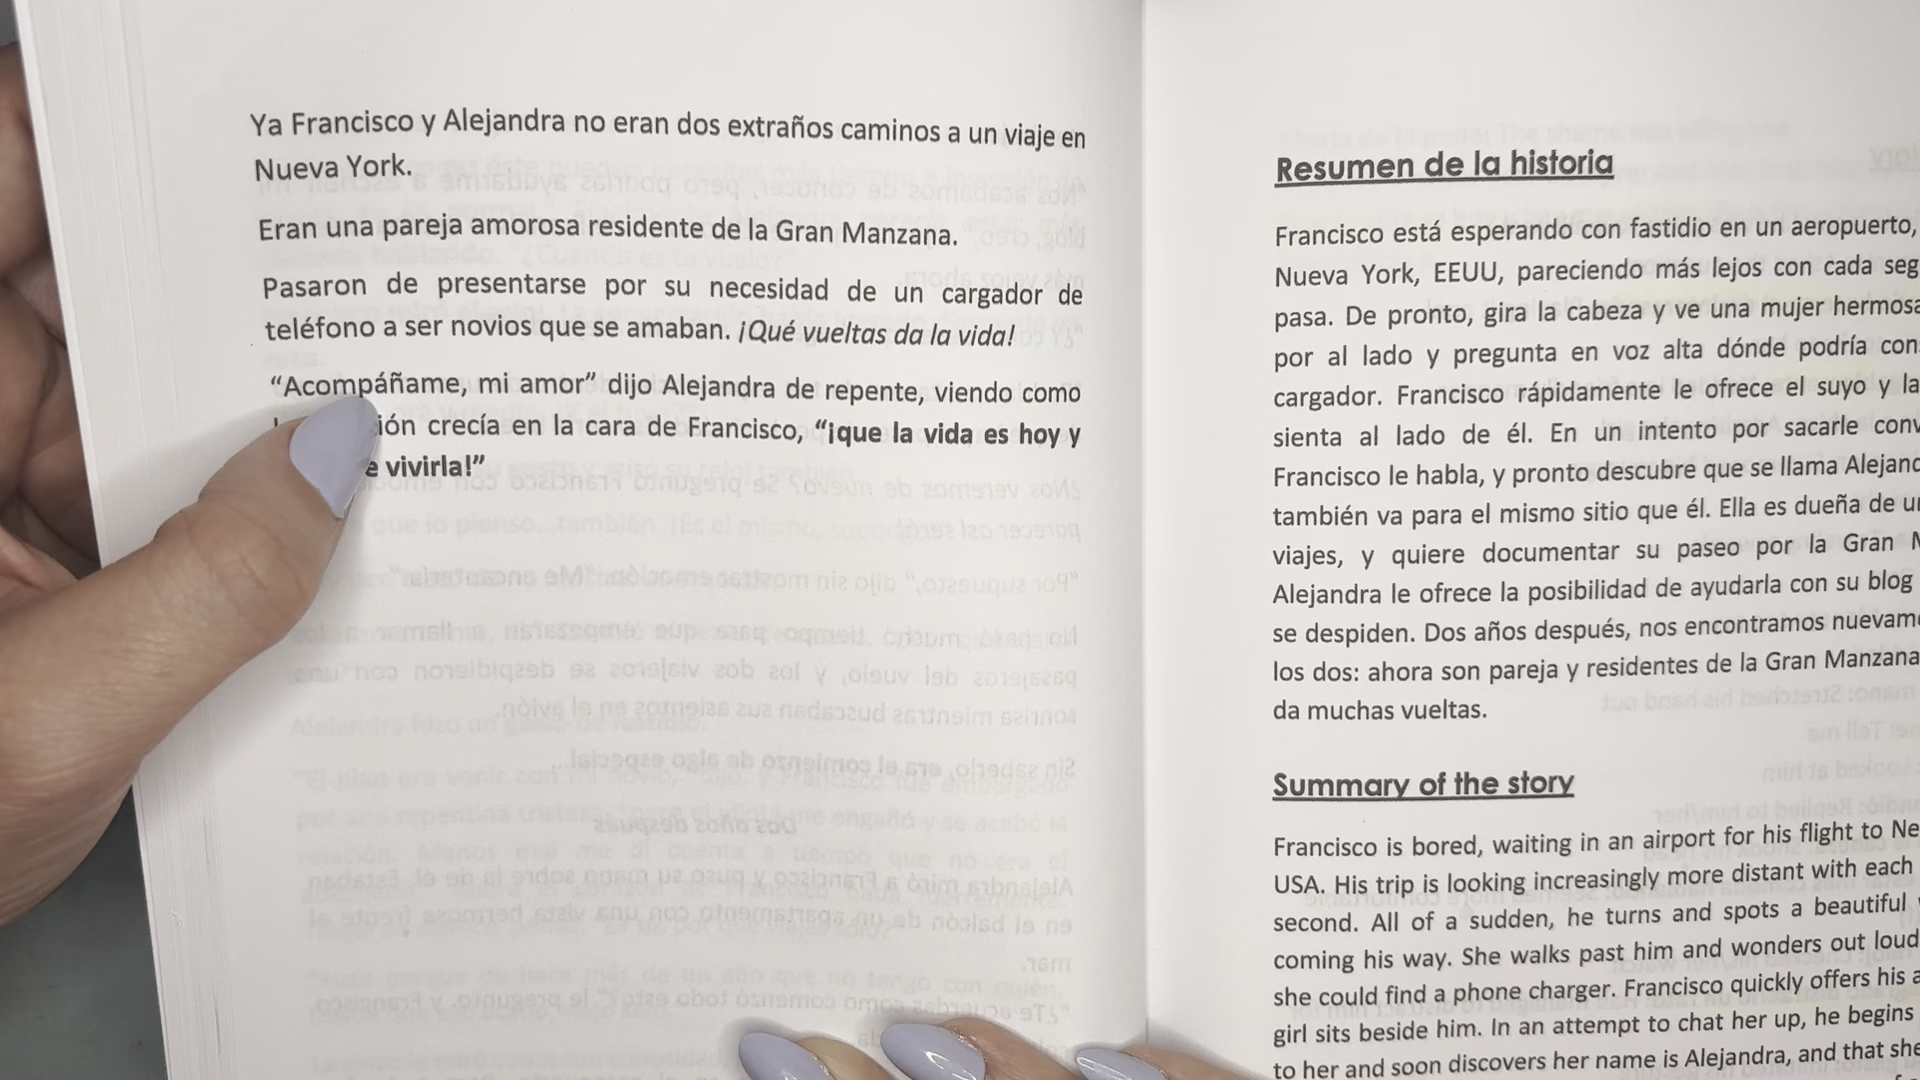 Ya Francisco y Alejandra no eran dos extraños caminos a un viaje en
Nueva York.
Eran una pareja amorosa residente de la Gran Manzana.
Pasaron de presentarse por su necesidad de un cargador de
teléfono a ser novios que se amaban. ¡Qué vueltas da la vida!
“Acompáñame, mi amor” dijo Alejandra de repente, viendo como
ión crecía en la cara de Francisco, “¡que la vida es hoy y
e vivirla!”
Resumen de la historia
Francisco está esperando con fastidio en un aeropuerto,
Nueva York, EEUU, pareciendo más lejos con cada seg
pasa. De pronto, gira la cabeza y ve una mujer hermosa
por al lado y pregunta en voz alta dónde podría con
cargador. Francisco rápidamente le ofrece el suyo y la
sienta al lado de él. En un intento por sacarle conv
Francisco le habla, y pronto descubre que se llama Alejand
también va para el mismo sitio que él. Ella es dueña de u
viajes, y quiere documentar su paseo por la Gran M
Alejandra le ofrece la posibilidad de ayudarla con su blog
se despiden. Dos años después, nos encontramos nuevam
los dos: ahora son pareja y residentes de la Gran Manzana
da muchas vueltas.
Summary of the story
Francisco is bored, waiting in an airport for his flight to Ne
USA. His trip is looking increasingly more distant with each
second. All of a sudden, he turns and spots a beautiful
coming his way. She walks past him and wonders out loud
she could find a phone charger. Francisco quickly offers his a
girl sits beside him. In an attempt to chat her up, he begins
to her and soon discovers her name is Alejandra, and that she